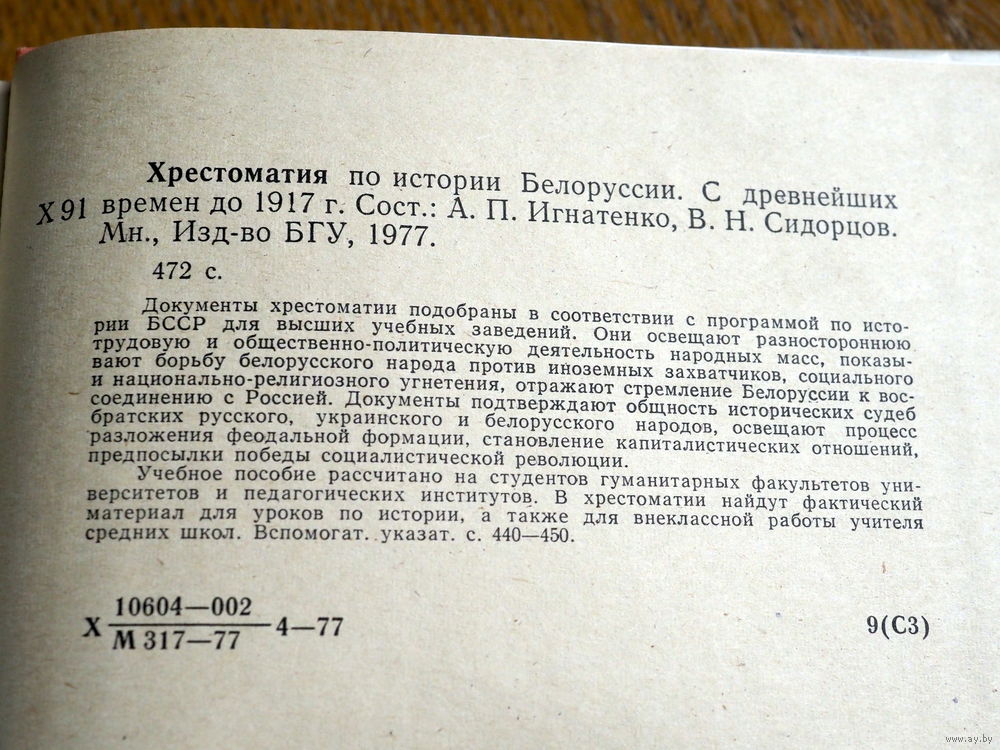 Хрестоматия по истории Белоруссии. С древнейших
Х 91 времен до 1917 г. Сост.: А. П. Игнатенко, В. Н. Сидорцов.
Мн., Изд-во БГУ, 1977.
472 с.
Документы хрестоматии подобраны в соответствии с программой по исто-
рии БССР для высших учебных заведений. Они освещают разностороннюю
трудовую и общественно-политическую деятельность народных масс, показы-
вают борьбу белорусского народа против иноземных захватчиков, социального
и национально-религиозного угнетения, отражают стремление Белоруссии к вос-
соединению с Россией. Документы подтверждают общность исторических судеб
братских русского, украинского и белорусского народов, освещают процесс
разложения феодальной формации, становление капиталистических отношений,
предпосылки победы социалистической революции.
Учебное пособие рассчитано на студентов гуманитарных факультетов уни-
верситетов и педагогических институтов. В хрестоматии найдут фактический
материал для уроков по истории, а также для внеклассной работы учителя
средних школ. Вспомогат. указат. с. 440—450.
Х 10604—002 4—77
М 317—77
9(С3)
www.ay.by